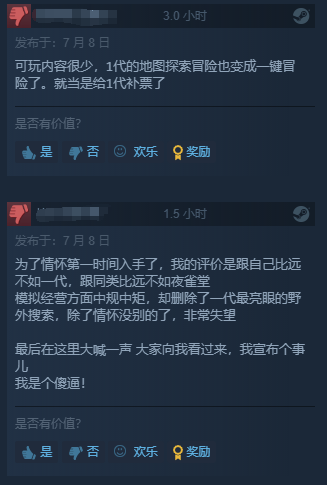 3.0 小时
发布于：7 月 8 日
可玩内容很少，1代的地图探索冒险也变成一键冒
险了。就当是给1代补票了
是否有价值？
是 否 欢乐 奖励
1.5 小时
发布于：7 月 8 日
为了情怀第一时间入手了，我的评价是跟自己比远
不如一代，跟同类比远不如夜雀堂
模拟经营方面中规中矩，却删除了一代最亮眼的野
外搜索，除了情怀没别的了，非常失望
最后在这里大喊一声 大家向我看过来，我宣布个事
儿
我是个傻逼！
是否有价值？
是 否 欢乐 奖励